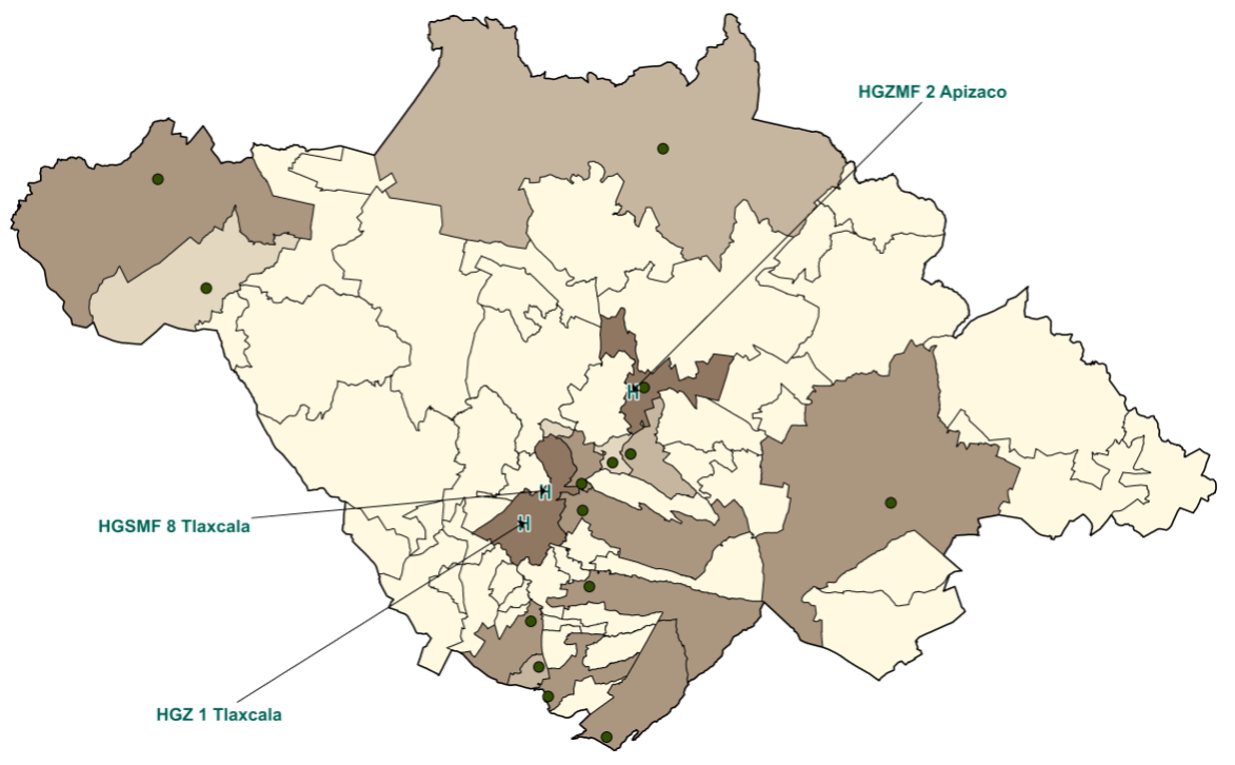 HGZMF 2 Apizaco
H
H
HGSMF 8 Tlaxcala
H
HGZ 1 Tlaxcala